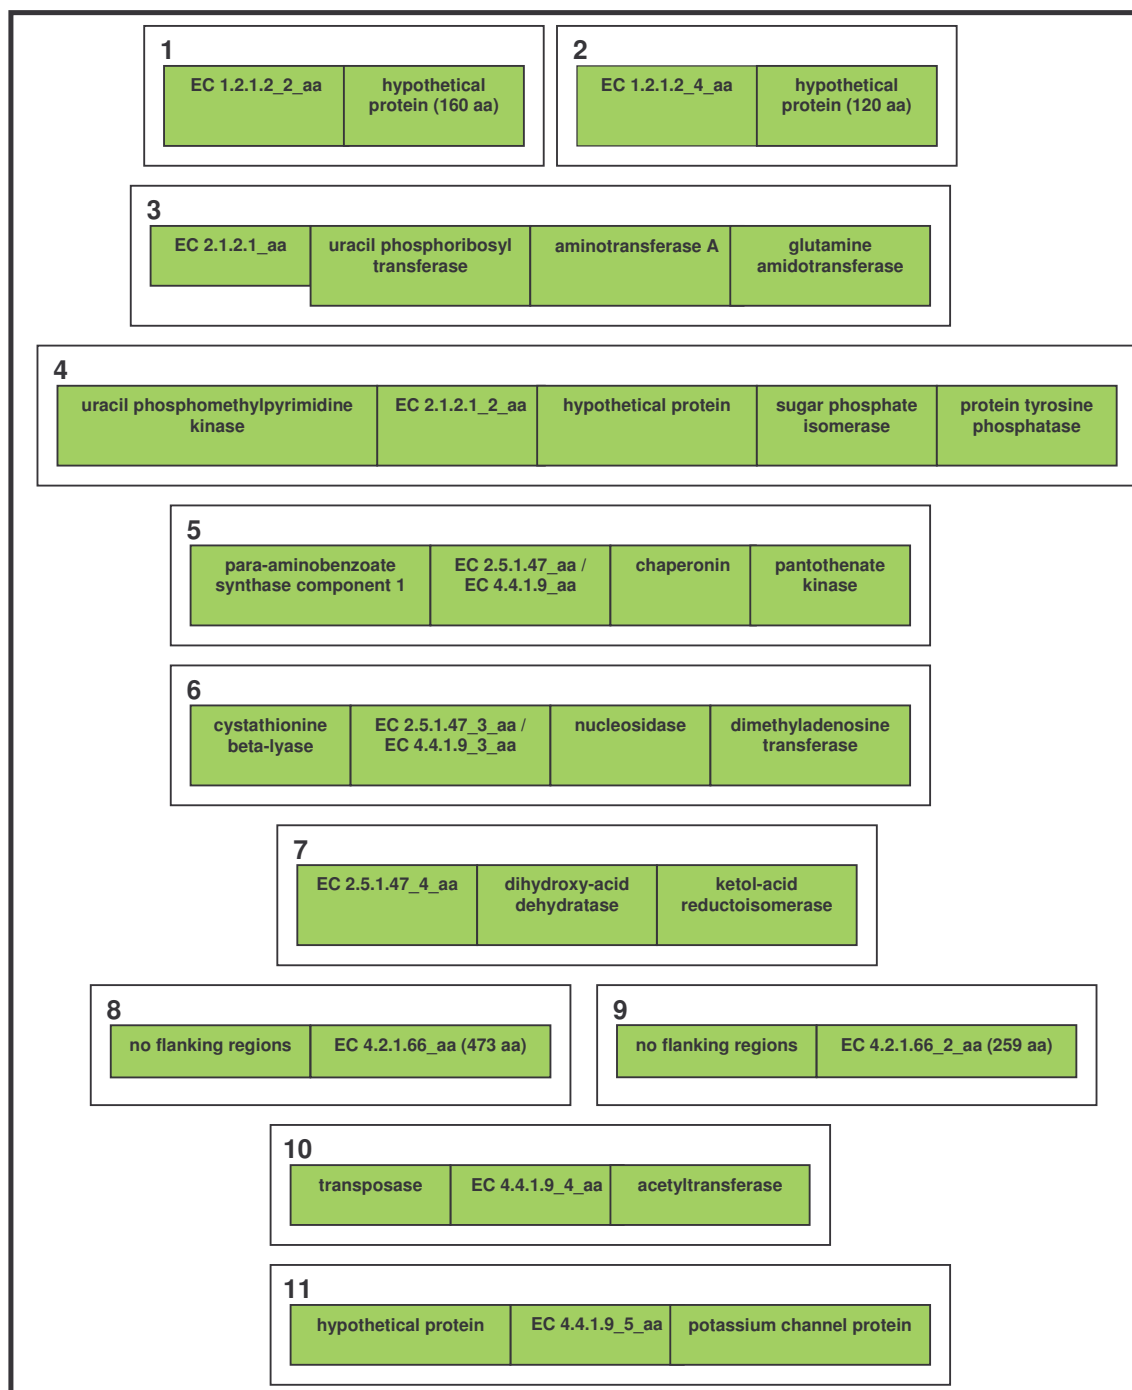 1
EC 1.2.1.2_2_aa
hypothetical
protein (160 aa)
2
EC 1.2.1.2_4_aa
hypothetical
protein (120 aa)
3
EC 2.1.2.1_aa
uracil phosphoribosyl
transferase
aminotransferase A
glutamine
amidotransferase
4
uracil phosphomethylpyrimidine
kinase
EC 2.1.2.1_2_aa
hypothetical protein
sugar phosphate
isomerase
protein tyrosine
phosphatase
5
para-aminobenzoate
synthase component 1
EC 2.5.1.47_aa /
EC 4.4.1.9_aa
chaperonin
pantothenate
kinase
6
cystathionine
beta-lyase
EC 2.5.1.47_3_aa /
EC 4.4.1.9_3_aa
nucleosidase
dimethyladenosine
transferase
7
EC 2.5.1.47_4_aa
dihydroxy-acid
dehydratase
ketol-acid
reductoisomerase
8
no flanking regions
EC 4.2.1.66_aa (473 aa)
9
no flanking regions
EC 4.2.1.66_2_aa (259 aa)
10
transposase
EC 4.4.1.9_4_aa
acetyltransferase
11
hypothetical protein
EC 4.4.1.9_5_aa
potassium channel protein